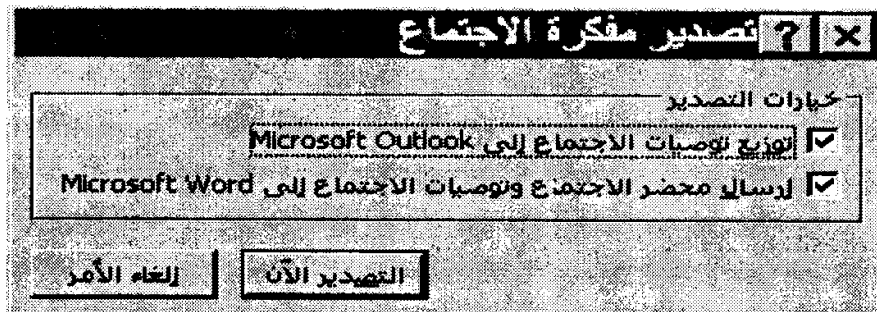 تصدير مفكرة الاجتماع
خيارات التصدير
توزيع توصيات الاجتماع إلى Microsoft Outlook
إرسال محضر الاجتماع وتوصيات الاجتماع إلى Microsoft Word
التصدير الآن
إلغاء الأمر